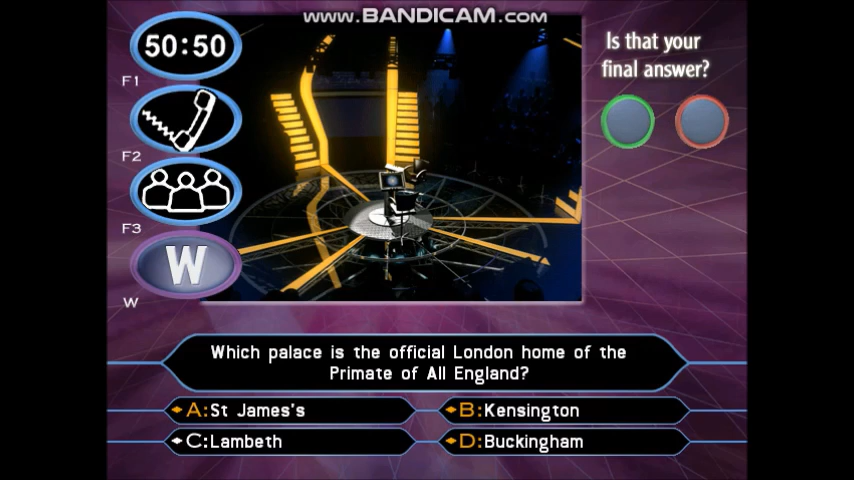 www.BANDICAM.com
50:50
Is that your
final answer?
F1
F2
F3
W
W
Which palace is the official London home of the
Primate of All England?
A:St James's
B:Kensington
C:Lambeth
D:Buckingham